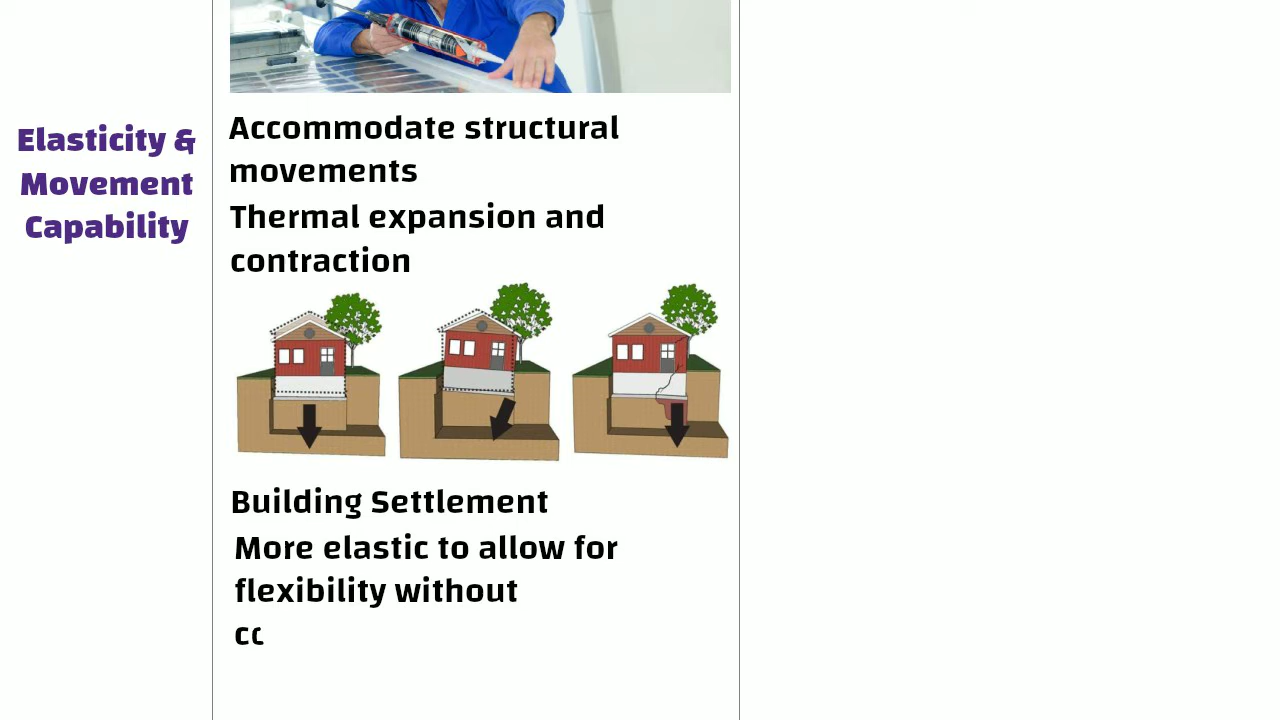 Elasticity &
Movement
Capability
Accommodate structural
movements
Thermal expansion and
contraction
Building Settlement
More elastic to allow for
flexibility without